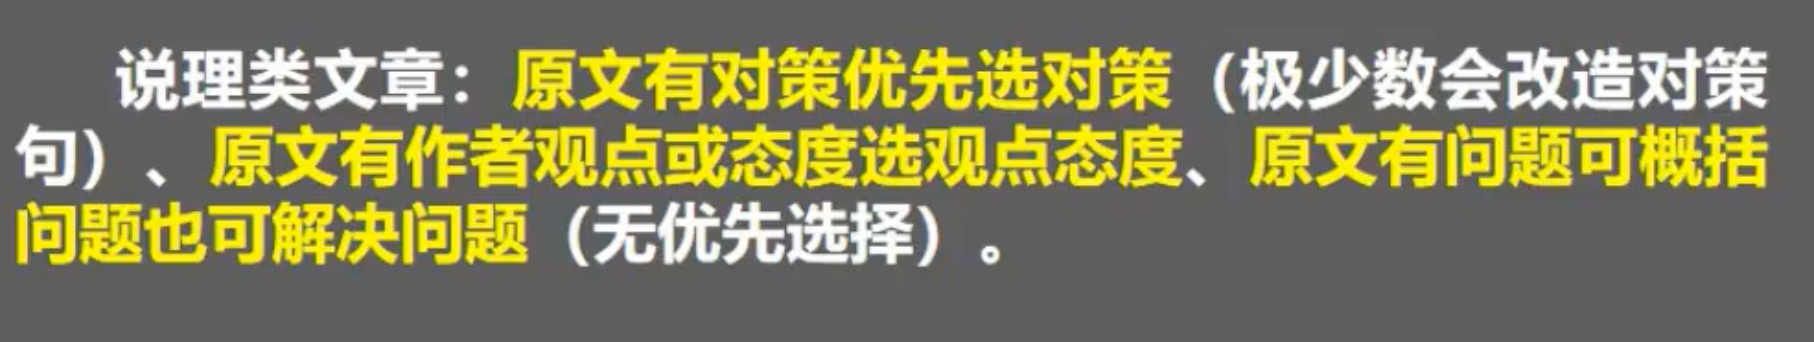 说理类文章：原文有对策优先选对策（极少数会改造对策
句）、原文有作者观点或态度选观点态度、原文有问题可概括
问题也可解决问题（无优先选择）。